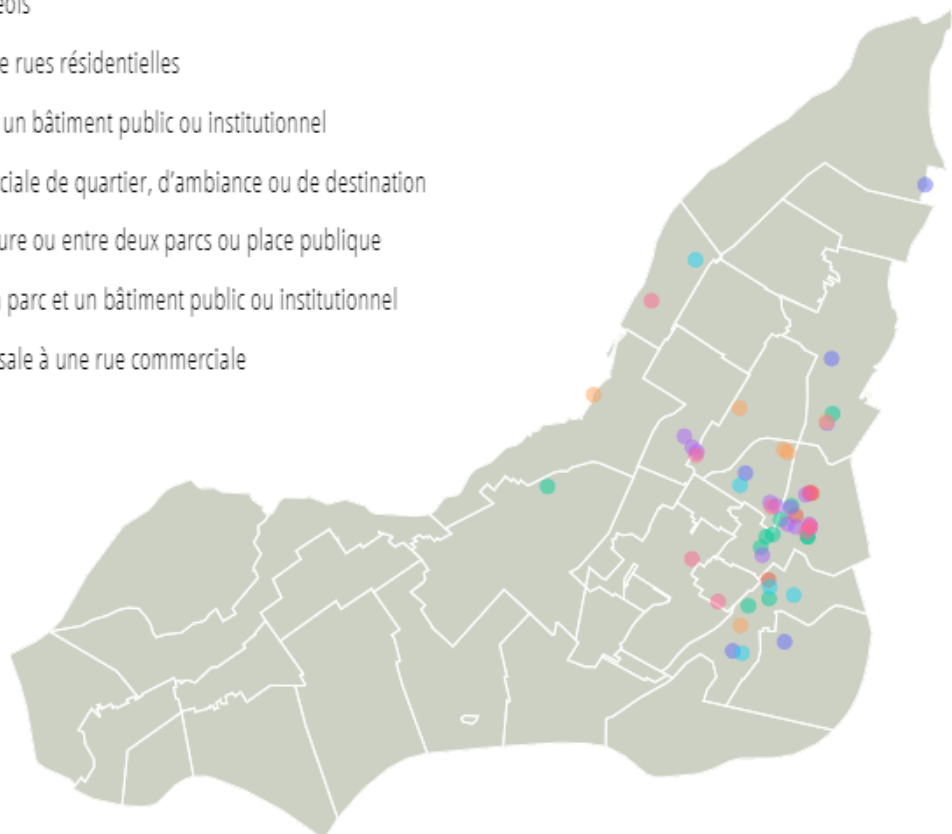 eois
e rues résidentielles
un bâtiment public ou institutionnel
ciale de quartier, d'ambiance ou de destination
ure ou entre deux parcs ou place publique
parc et un bâtiment public ou institutionnel
sale à une rue commerciale